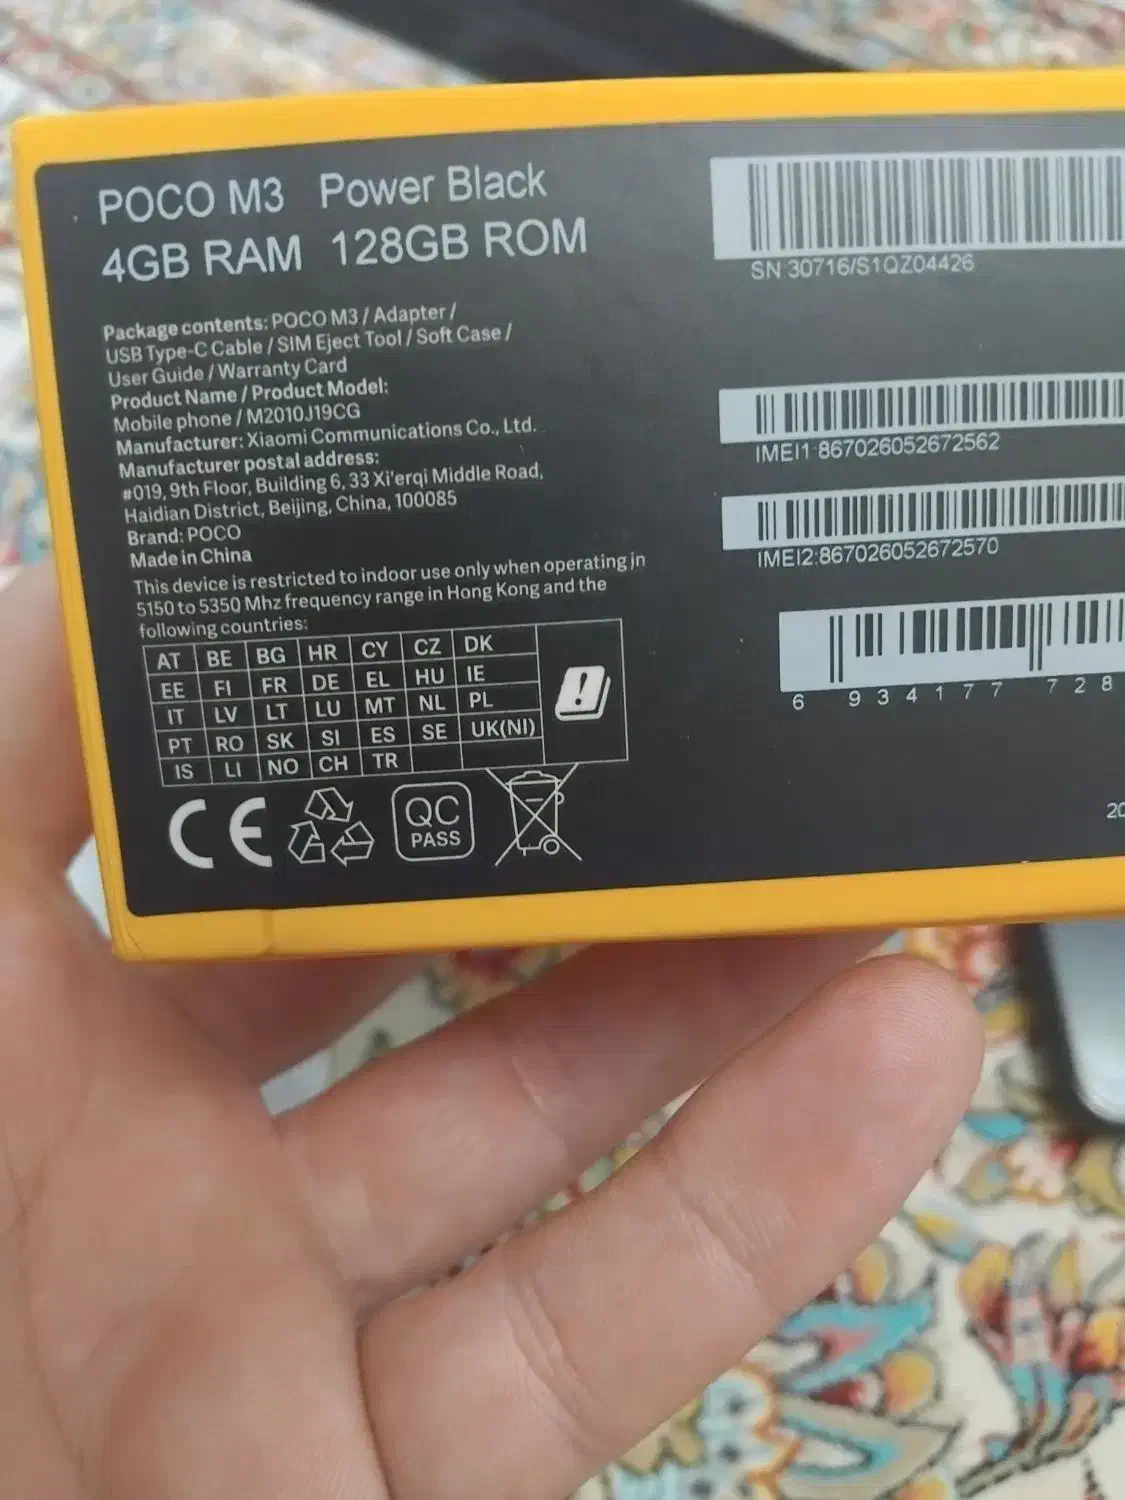 POCO M3 Power Black
4GB RAM 128GB ROM
Package contents: POCO M3 / Adapter /
USB Type-C Cable / SIM Eject Tool / Soft Case /
User Guide / Warranty Card
Product Name / Product Model:
Mobile phone / M2010J19CG
Manufacturer: Xiaomi Communications Co., Ltd.
Manufacturer postal address:
#019, 9th Floor, Building 6, 33 Xi'erqi Middle Road,
Haidian District, Beijing, China, 100085
Brand: POCO
Made in China
This device is restricted to indoor use only when operating in
5150 to 5350 Mhz frequency range in Hong Kong and the
following countries:
AT BE BG HR CY CZ DK
EE FI FR DE EL HU IE
IT LV LT LU MT NL PL
PT RO SK SI ES SE UK(NI)
IS LI NO CH TR
CE
QC
PASS
SN:30716/S1QZ04426
IMEI1:867026052672562
IMEI2:867026052672570
6 934177 728
20